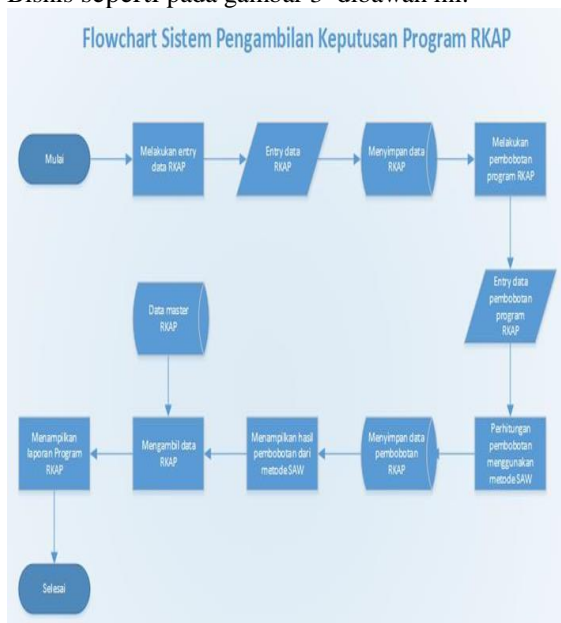 Bisnis seperti pada gambar 3 dibawah ini:
Flowchart Sistem Pengambilan Keputusan Program RKAP
Mulai
Melakukan entry
data RKAP
Entry data
RKAP
Menyimpan data
RKAP
Melakukan
pembobotan
program RKAP
Entry data
pembobotan
program
RKAP
Data master
RKAP
Perhitungan
pembobotan
menggunakan
metode SAW
Menyimpan data
pembobotan
RKAP
Menampilkan hasil
pembobotan dari
metode SAW
Mengambil data
RKAP
Menampilkan
laporan Program
RKAP
Selesai